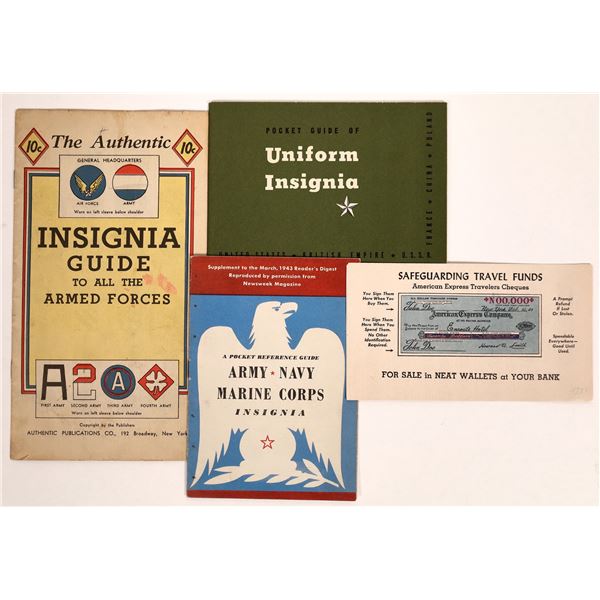 10c The Authentic 10c
GENERAL HEADQUARTERS
AIR FORCE ARMY
Worn on left sleeve below shoulder
INSIGNIA
GUIDE
TO ALL THE
ARMED FORCES
A 2 A
FIRST ARMY SECOND ARMY THIRD ARMY FOURTH ARMY
Worn on left sleeve below shoulder
Copyright by the Publishers
AUTHENTIC PUBLICATIONS CO., 192 Broadway, New York
POCKET GUIDE OF
Uniform
Insignia
UNITED STATES • BRITISH EMPIRE • U.S.S.R.
FRANCE • CHINA • POLAND
Supplement to the March, 1943 Reader's Digest
Reproduced by permission from
Newsweek Magazine
A POCKET REFERENCE GUIDE
ARMY ★ NAVY
MARINE CORPS
INSIGNIA
SAFEGUARDING TRAVEL FUNDS
American Express Travelers Cheques
You Sign Them
Here When You
Buy Them.
You Sign Them
Here When You
Spend Them.
No Other
Identification
Required.
John Doe
American Express Company
John Doe
A Prompt
Refund
If Lost
Or Stolen.
Spendable
Everywhere—
Good Until
Used.
FOR SALE in NEAT WALLETS at YOUR BANK